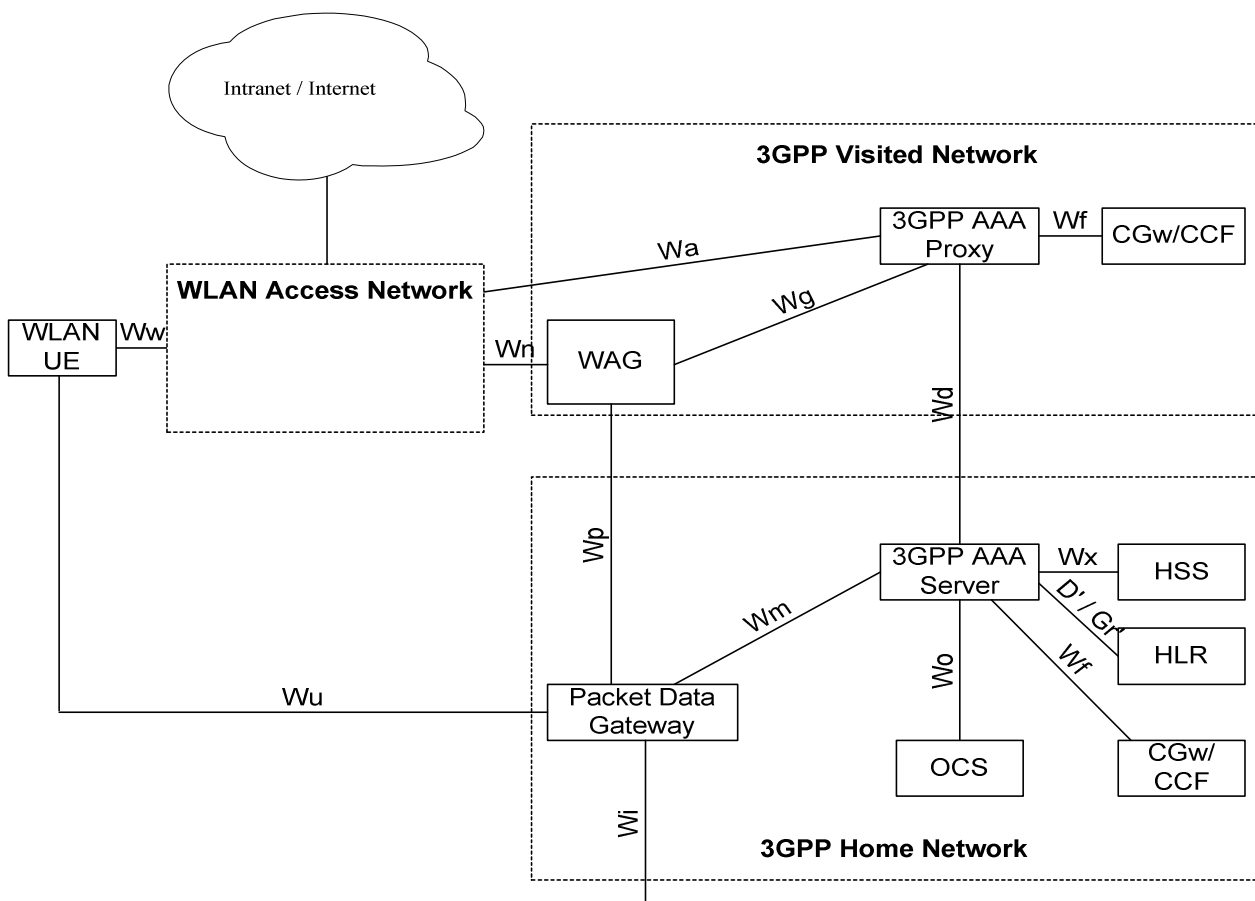 Intranet / Internet
3GPP Visited Network
3GPP AAA
Proxy
Wf
CGw/CCF
Wa
WLAN Access Network
Wg
WLAN
UE
Ww
Wn
WAG
Wd
Wp
3GPP AAA
Server
Wx
HSS
D' / Gr'
HLR
Wm
Wo
Wf
Wu
Packet Data
Gateway
OCS
CGw/
CCF
Wi
3GPP Home Network